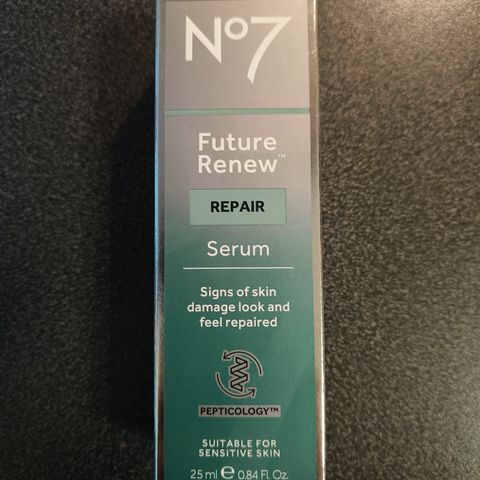 No7
Future
Renew™
REPAIR
Serum
Signs of skin
damage look and
feel repaired
PEPTICOLOGY™
SUITABLE FOR
SENSITIVE SKIN
25 ml ℮ 0.84 Fl. Oz.